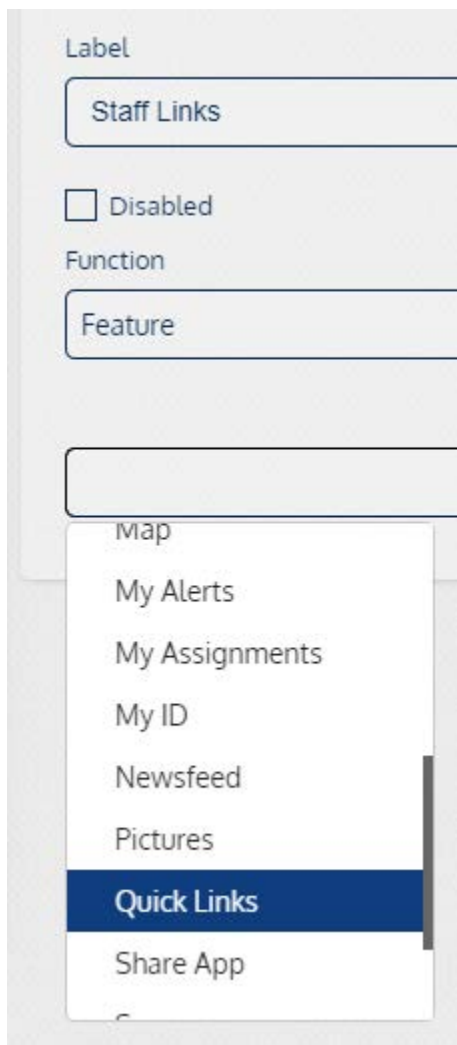 Label
Staff Links
Disabled
Function
Feature
Map
My Alerts
My Assignments
My ID
Newsfeed
Pictures
Quick Links
Share App